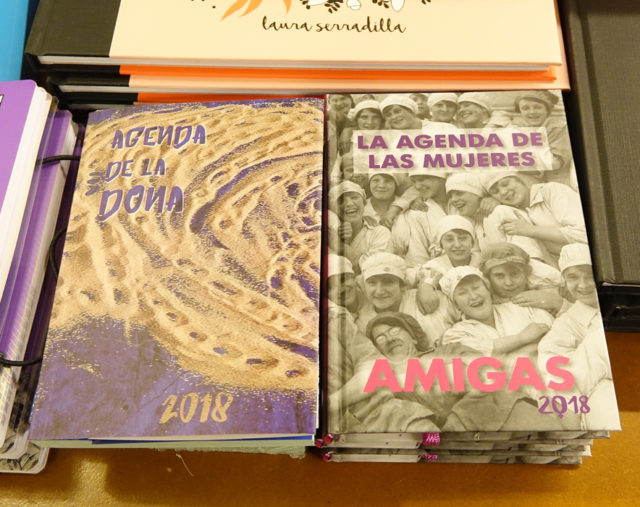 laura serradilla
AGENDA
DE LA
DONA
2018
LA AGENDA DE
LAS MUJERES
AMIGAS
2018